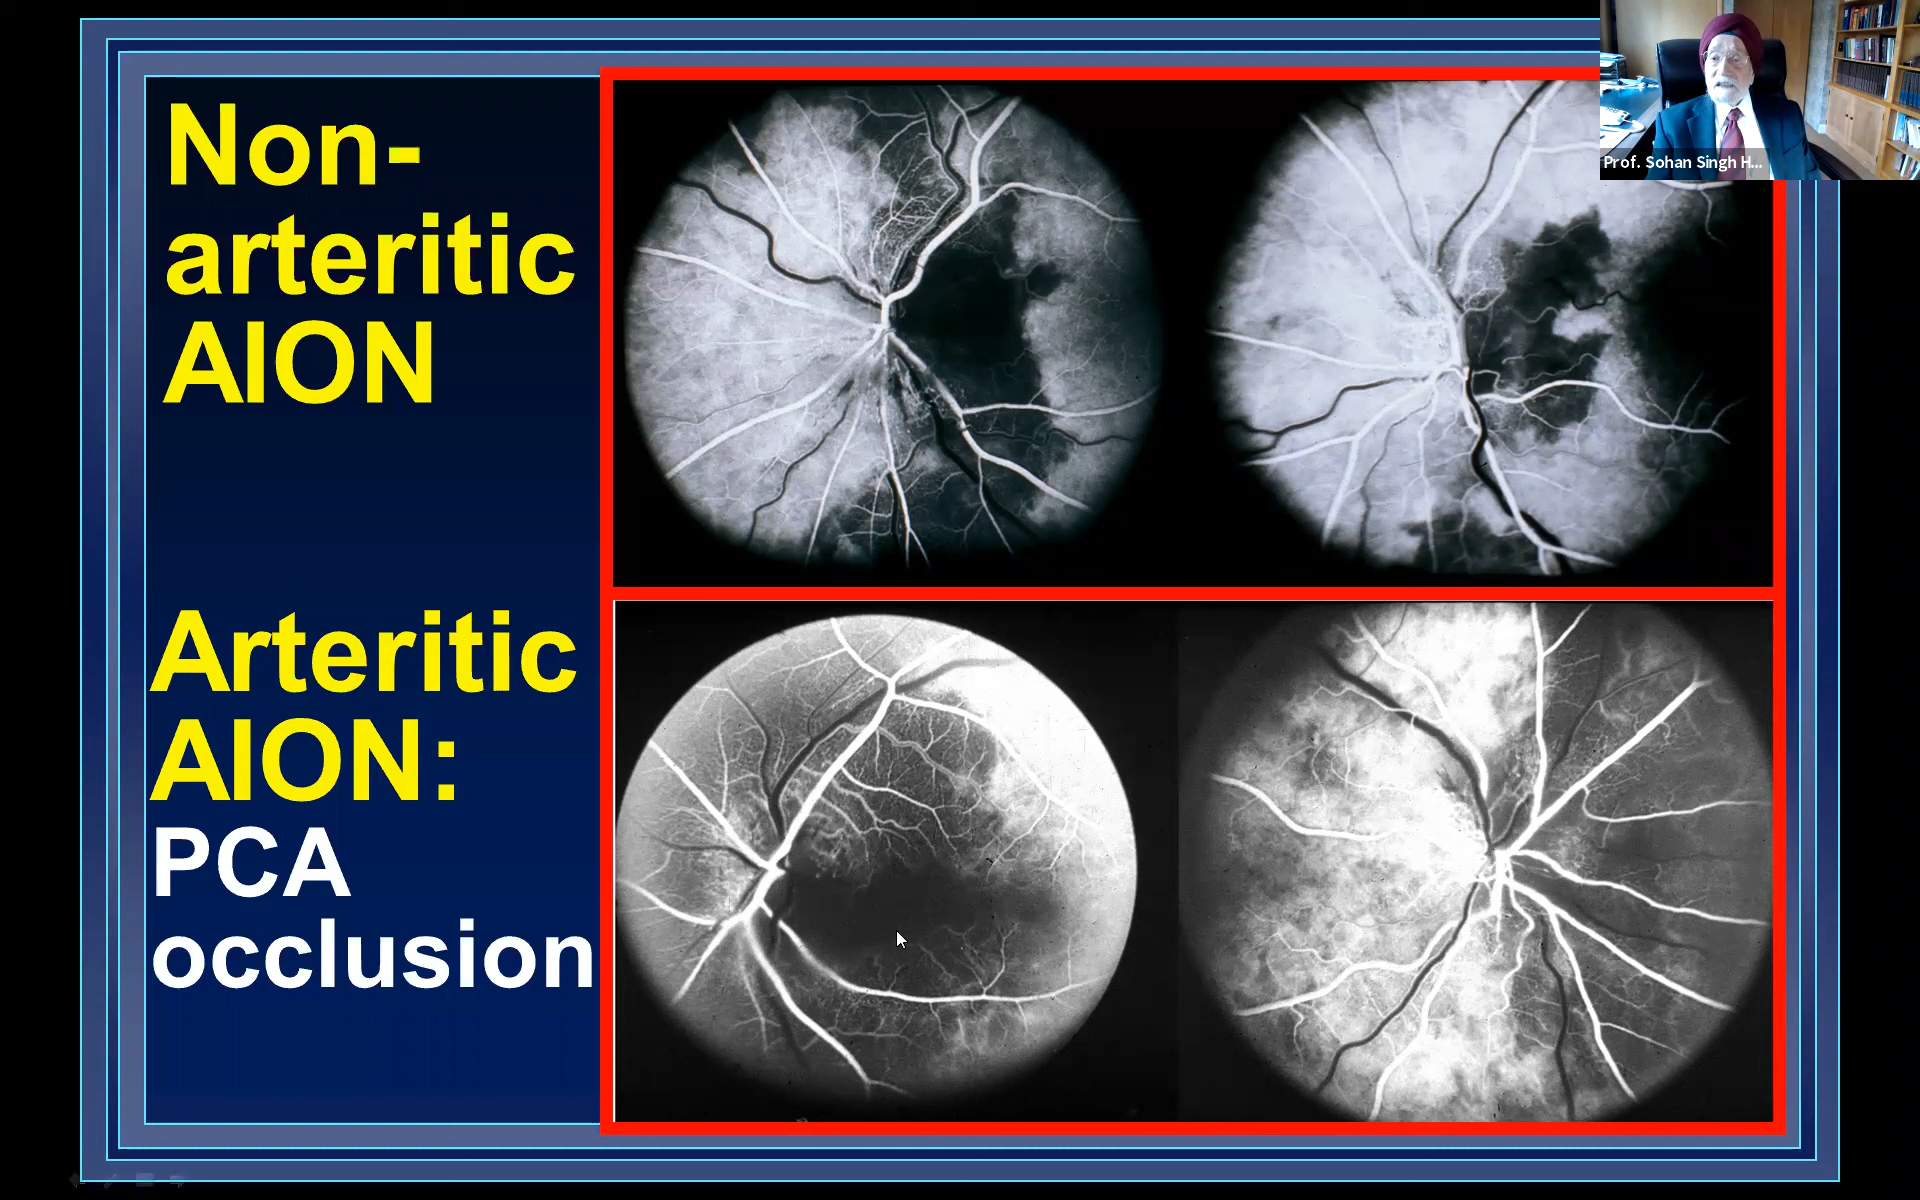 Non-
arteritic
AION
Arteritic
AION:
PCA
occlusion
Prof. Sohan Singh H...